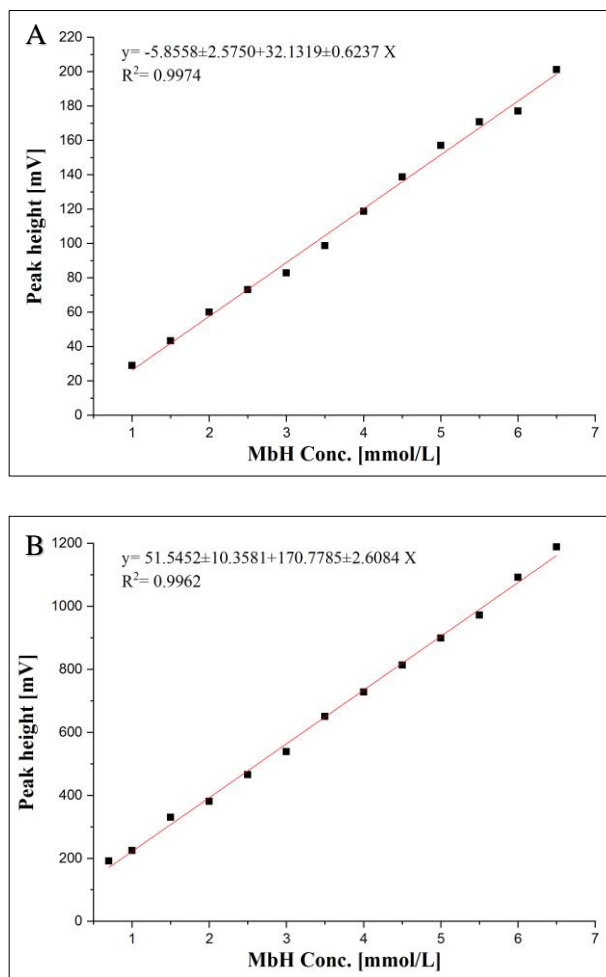 A
y= -5.8558±2.5750+32.1319±0.6237 X
R²= 0.9974
220
200
180
160
140
120
100
80
60
40
20
0
Peak height [mV]
1 2 3 4 5 6 7
MbH Conc. [mmol/L]
B
y= 51.5452±10.3581+170.7785±2.6084 X
R²= 0.9962
1200
1000
800
600
400
200
0
Peak height [mV]
1 2 3 4 5 6 7
MbH Conc. [mmol/L]